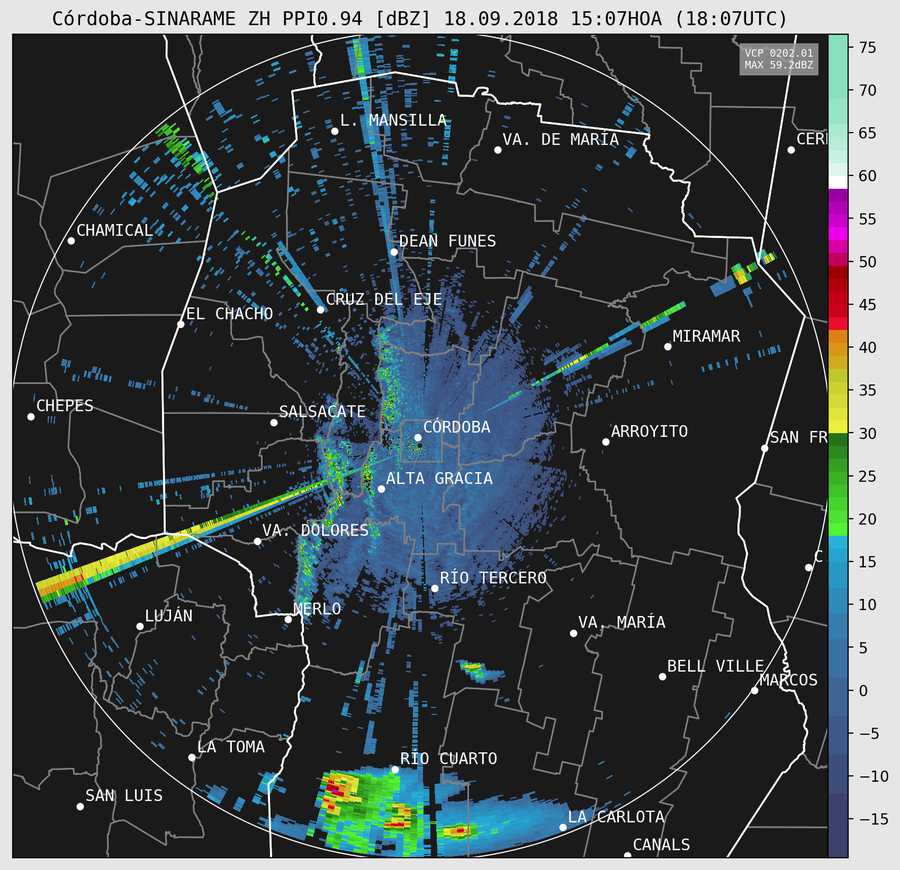 Córdoba-SINARAME ZH PPI0.94 [dBZ] 18.09.2018 15:07HOA (18:07UTC)
VCP 0202.01
MAX 59.2dBZ
75
70
65
60
55
50
45
40
35
30
25
20
15
10
5
0
−5
−10
−15
L. MANSILLA
VA. DE MARÍA
CER
CHAMICAL
DEAN FUNES
CRUZ DEL EJE
EL CHACHO
MIRAMAR
CHEPES
SALSACATE
CÓRDOBA
ARROYITO
SAN FR
ALTA GRACIA
VA. DOLORES
C
RÍO TERCERO
MERLO
LUJÁN
VA. MARÍA
BELL VILLE
MARCOS
LA TOMA
RÍO CUARTO
SAN LUIS
LA CARLOTA
CANALS